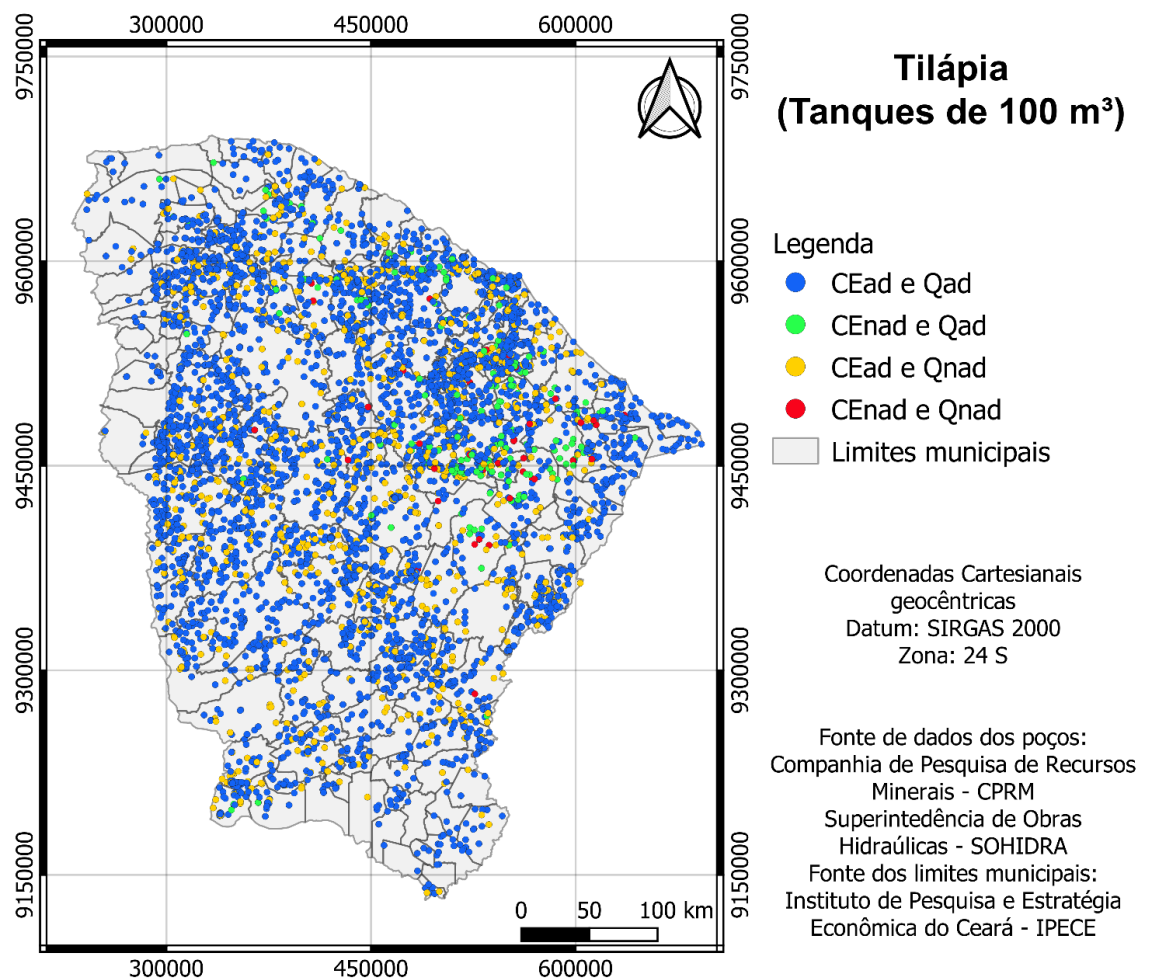 300000 450000 600000
9750000 9750000
9600000 9600000
9450000 9450000
9300000 9300000
9150000 9150000
0 50 100 km
300000 450000 600000
Tilápia
(Tanques de 100 m³)
Legenda
CEad e Qad
CEnad e Qad
CEad e Qnad
CEnad e Qnad
Limites municipais
Coordenadas Cartesianais
geocêntricas
Datum: SIRGAS 2000
Zona: 24 S
Fonte de dados dos poços:
Companhia de Pesquisa de Recursos
Minerais - CPRM
Superintedência de Obras
Hidraúlicas - SOHIDRA
Fonte dos limites municipais:
Instituto de Pesquisa e Estratégia
Econômica do Ceará - IPECE